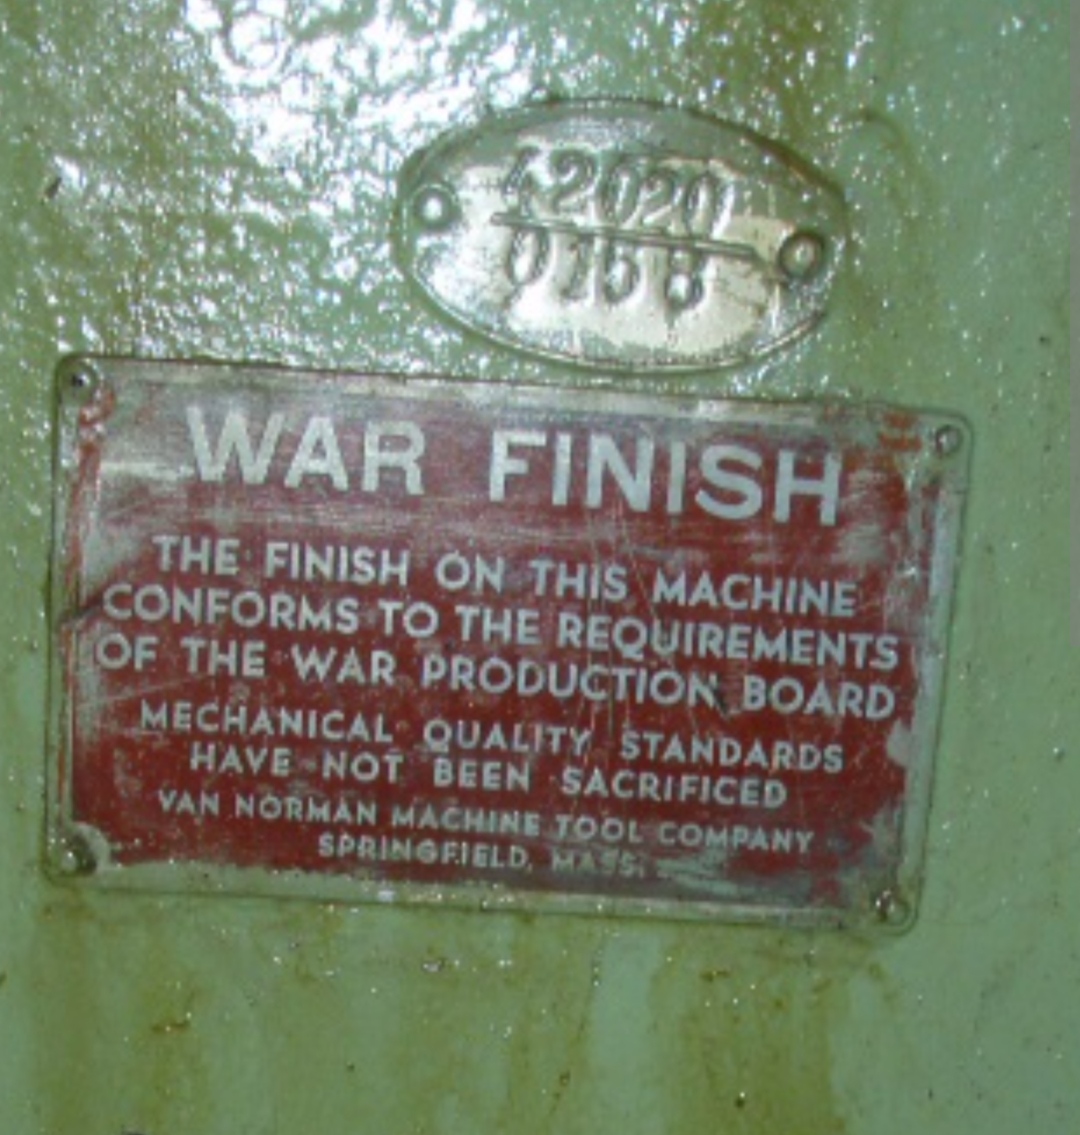 42020
0158
WAR FINISH
THE FINISH ON THIS MACHINE
CONFORMS TO THE REQUIREMENTS
OF THE WAR PRODUCTION BOARD
MECHANICAL QUALITY STANDARDS
HAVE NOT BEEN SACRIFICED
VAN NORMAN MACHINE TOOL COMPANY
SPRINGFIELD, MASS.